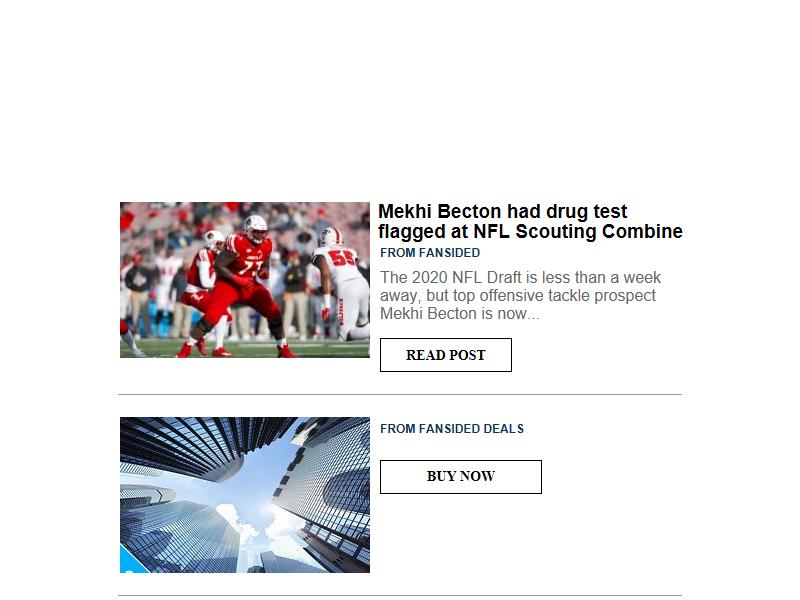 Mekhi Becton had drug test
flagged at NFL Scouting Combine
FROM FANSIDED
The 2020 NFL Draft is less than a week
away, but top offensive tackle prospect
Mekhi Becton is now...
READ POST
FROM FANSIDED DEALS
BUY NOW